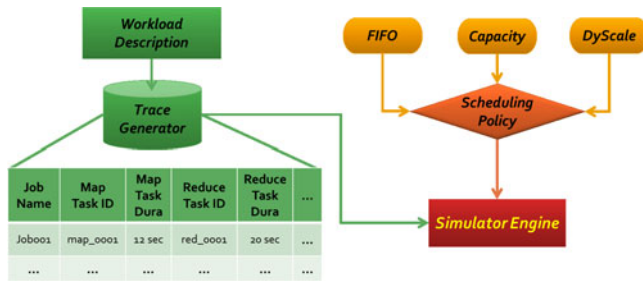 Workload
Description
FIFO
Capacity
DyScale
Trace
Generator
Scheduling
Policy
Job
Name
Map
Task ID
Map
Task
Dura
Reduce
Task ID
Reduce
Task
Dura
...
Job001
map_0001
12 sec
red_0001
20 sec
...
...
...
...
...
...
...
Simulator Engine